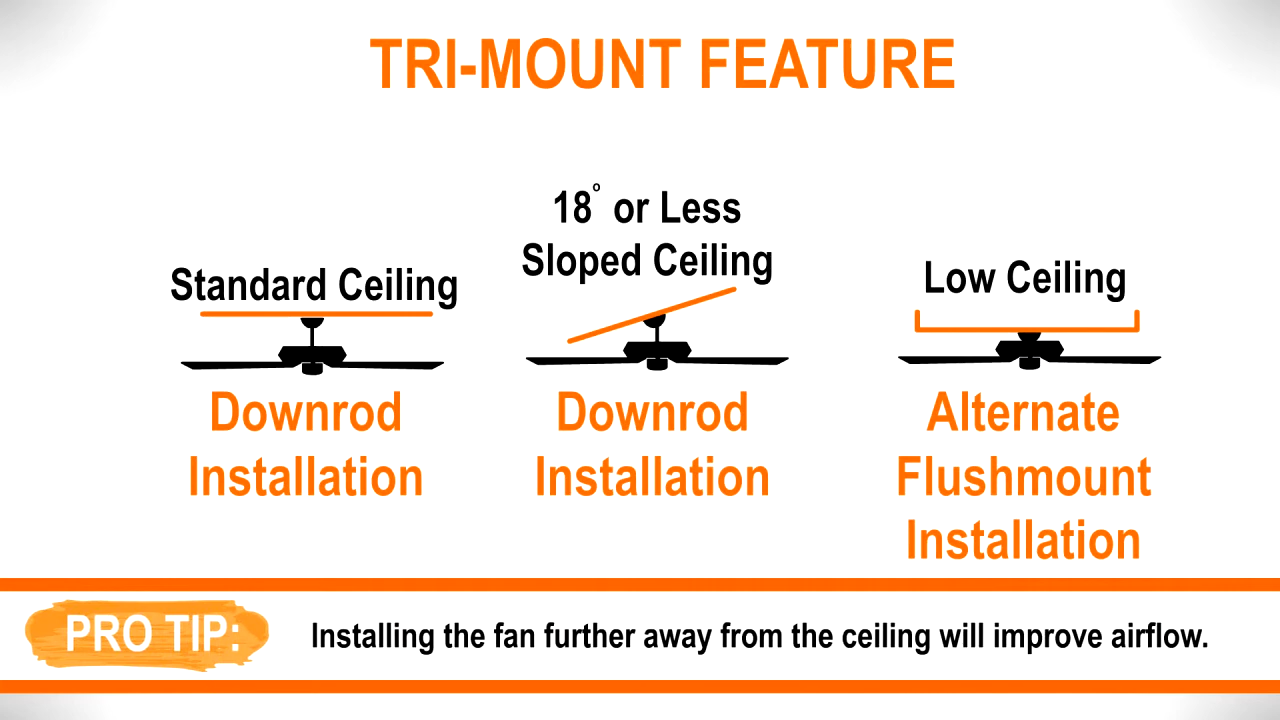 TRI-MOUNT FEATURE
Standard Ceiling
Downrod
Installation
18° or Less
Sloped Ceiling
Downrod
Installation
Low Ceiling
Alternate
Flushmount
Installation
PRO TIP:
Installing the fan further away from the ceiling will improve airflow.